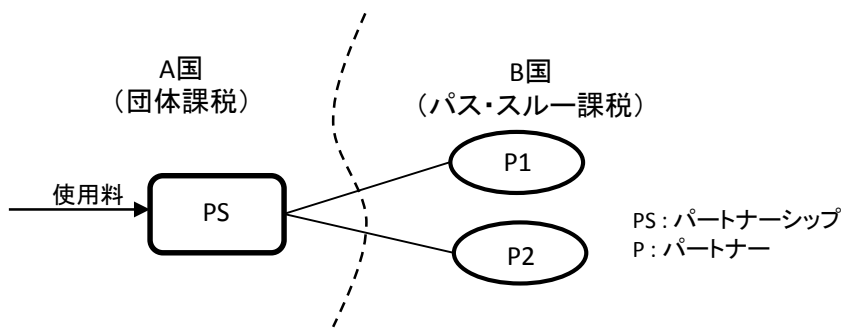 A国
（団体課税）
B国
（パス・スルー課税）
使用料
PS
P1
P2
PS : パートナーシップ
P : パートナー